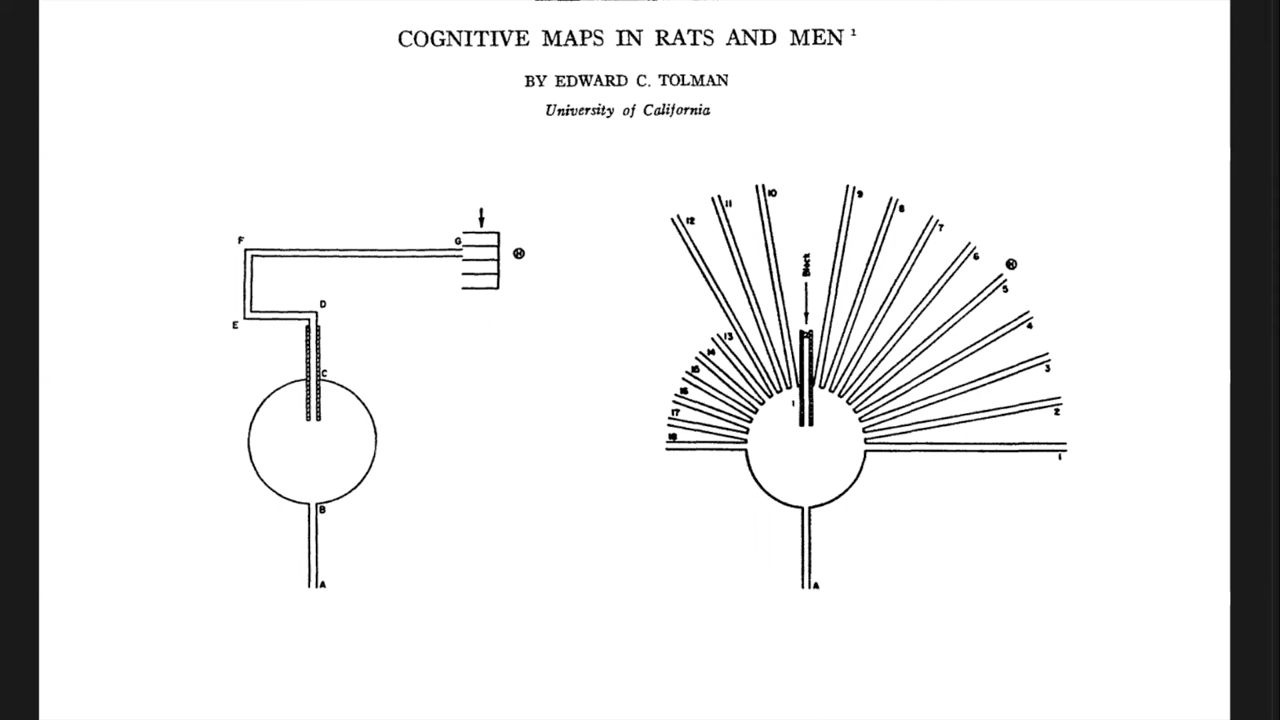 COGNITIVE MAPS IN RATS AND MEN ¹
BY EDWARD C. TOLMAN
University of California
F
G
H
D
E
C
B
A
12
11
10
9
8
7
6
H
5
4
3
2
1
Block
13
14
15
16
17
18
1
A